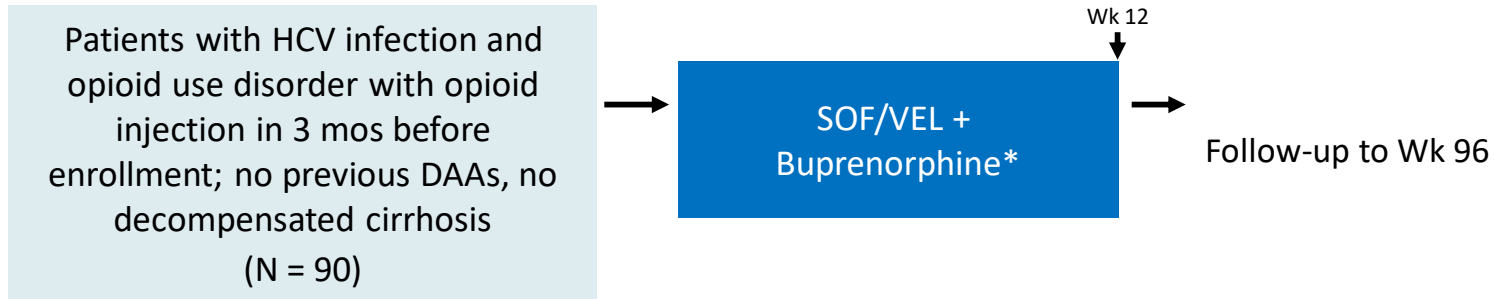 Patients with HCV infection and
opioid use disorder with opioid
injection in 3 mos before
enrollment; no previous DAAs, no
decompensated cirrhosis
(N = 90)
Wk 12
SOF/VEL +
Buprenorphine*
Follow-up to Wk 96